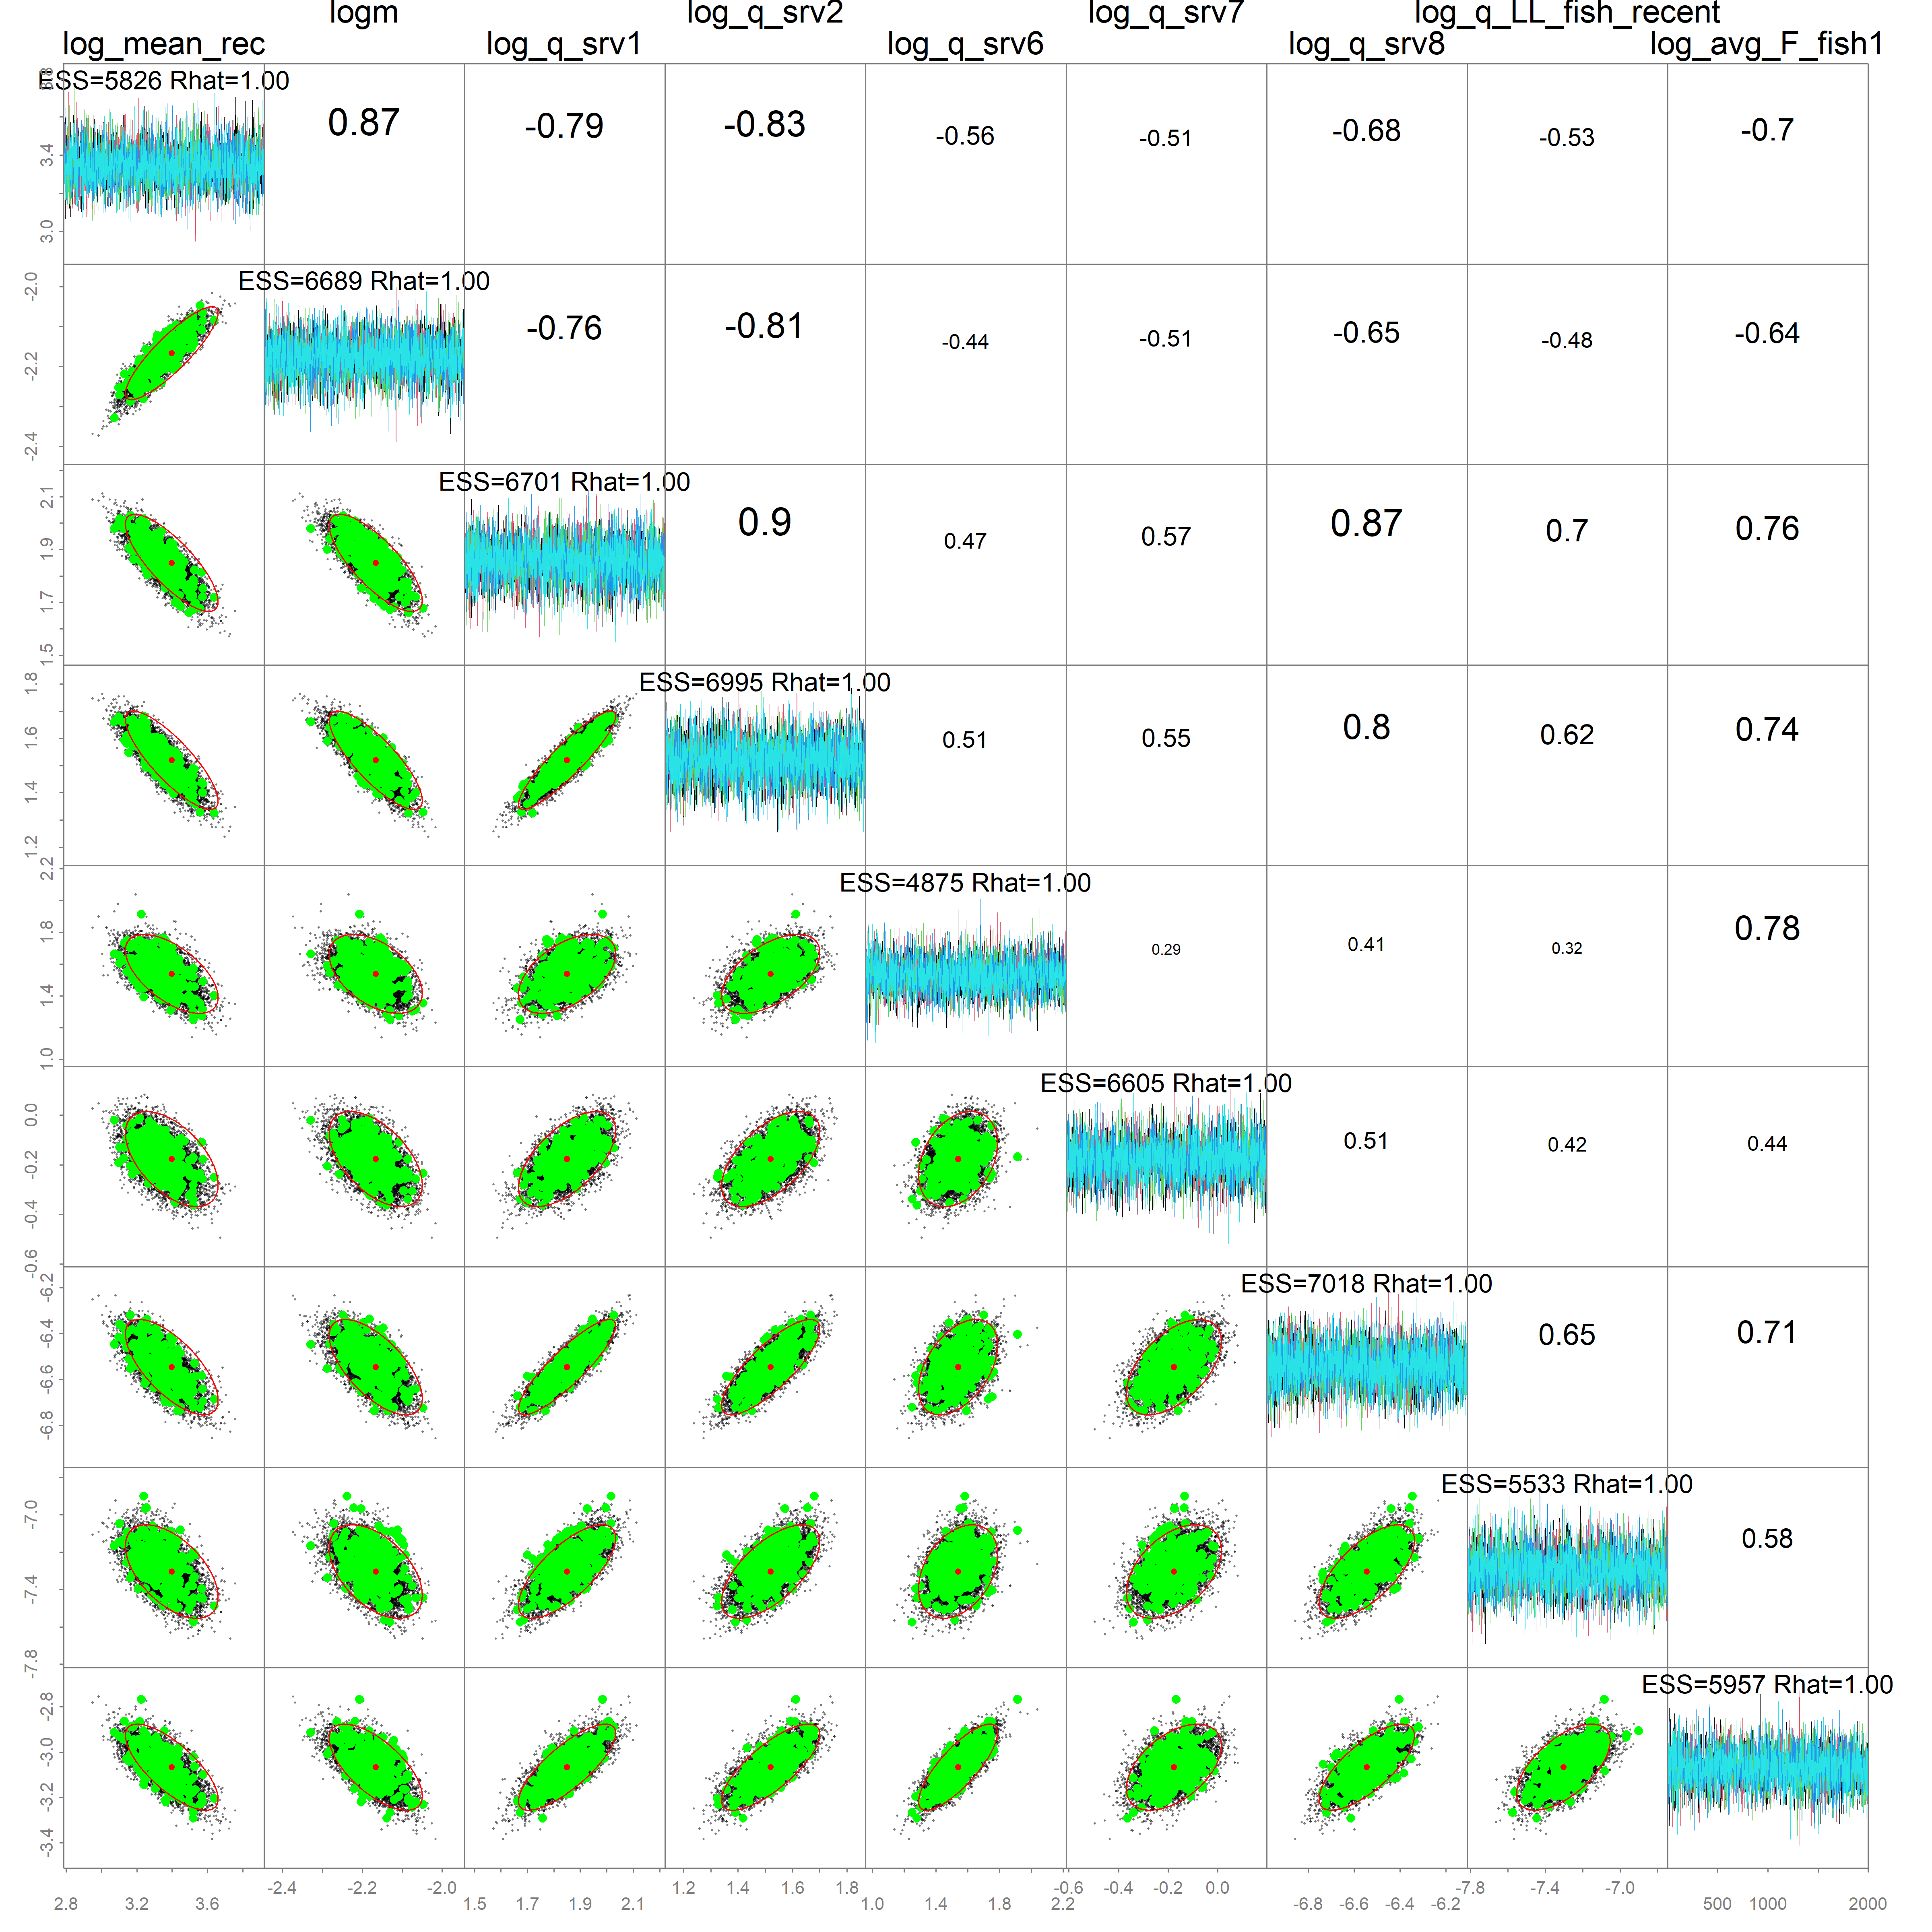 logm log_q_srv2 log_q_srv7 log_q_LL_fish_recent
log_mean_rec log_q_srv1 log_q_srv6 log_q_srv8 log_avg_F_fish1
ESS=5826 Rhat=1.00
0.87 -0.79 -0.83 -0.56 -0.51 -0.68 -0.53 -0.7
3.4
3.0
ESS=6689 Rhat=1.00
-2.0
-0.76 -0.81 -0.44 -0.51 -0.65 -0.48 -0.64
-2.2
-2.4
ESS=6701 Rhat=1.00
2.1
0.9 0.47 0.57 0.87 0.7 0.76
1.9
1.7
1.5
ESS=6995 Rhat=1.00
1.8
0.51 0.55 0.8 0.62 0.74
1.6
1.4
1.2
2.2
ESS=4875 Rhat=1.00
1.8
0.29 0.41 0.32 0.78
1.4
1.0
ESS=6605 Rhat=1.00
0.0
0.51 0.42 0.44
-0.2
-0.4
-0.6
-6.2
ESS=7018 Rhat=1.00
-6.4
0.65 0.71
-6.6
-6.8
ESS=5533 Rhat=1.00
-7.0
0.58
-7.4
-7.8
ESS=5957 Rhat=1.00
-2.8
-3.0
-3.2
-3.4
-2.4 -2.2 -2.0 1.2 1.4 1.6 1.8 -0.6 -0.4 -0.2 0.0 -7.8 -7.4 -7.0
2.8 3.2 3.6 1.5 1.7 1.9 2.1 1.0 1.4 1.8 2.2 -6.8 -6.6 -6.4 -6.2 500 1000 2000